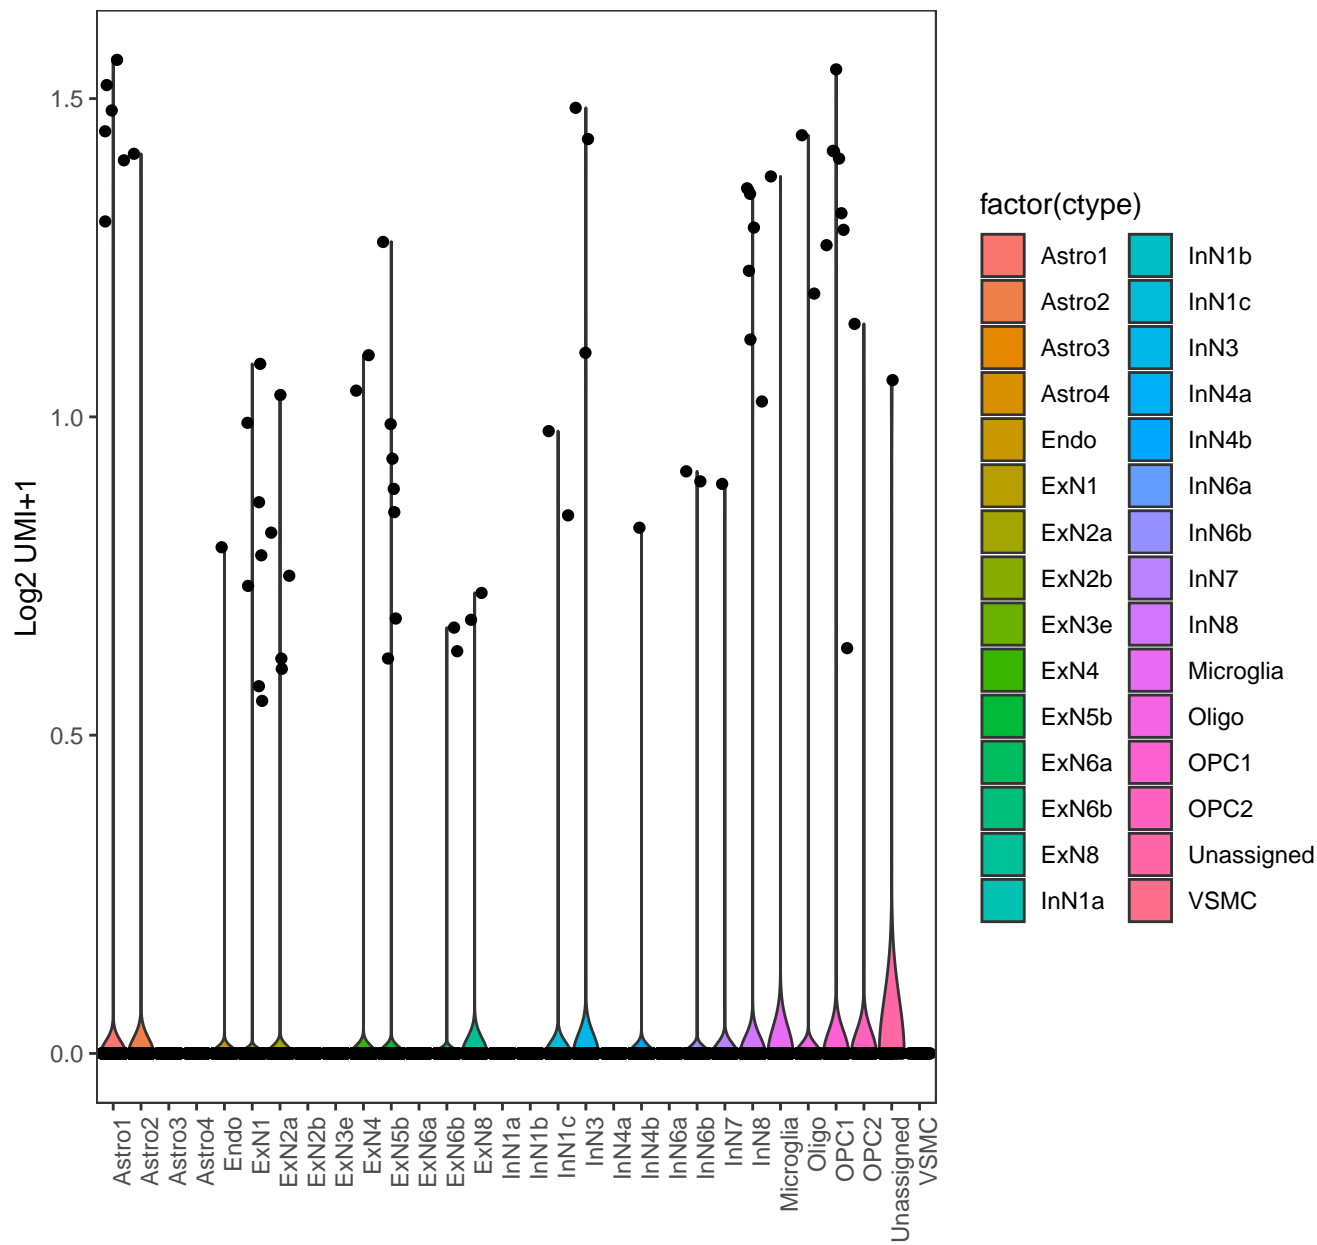 Log2 UMI+1
1.5
1.0
0.5
0.0
Astro1
Astro2
Astro3
Astro4
Endo
ExN1
ExN2a
ExN2b
ExN3e
ExN4
ExN5b
ExN6a
ExN6b
ExN8
InN1a
InN1b
InN1c
InN3
InN4a
InN4b
InN6a
InN6b
InN7
InN8
Microglia
Oligo
OPC1
OPC2
Unassigned
VSMC
factor(ctype)
Astro1
Astro2
Astro3
Astro4
Endo
ExN1
ExN2a
ExN2b
ExN3e
ExN4
ExN5b
ExN6a
ExN6b
ExN8
InN1a
InN1b
InN1c
InN3
InN4a
InN4b
InN6a
InN6b
InN7
InN8
Microglia
Oligo
OPC1
OPC2
Unassigned
VSMC